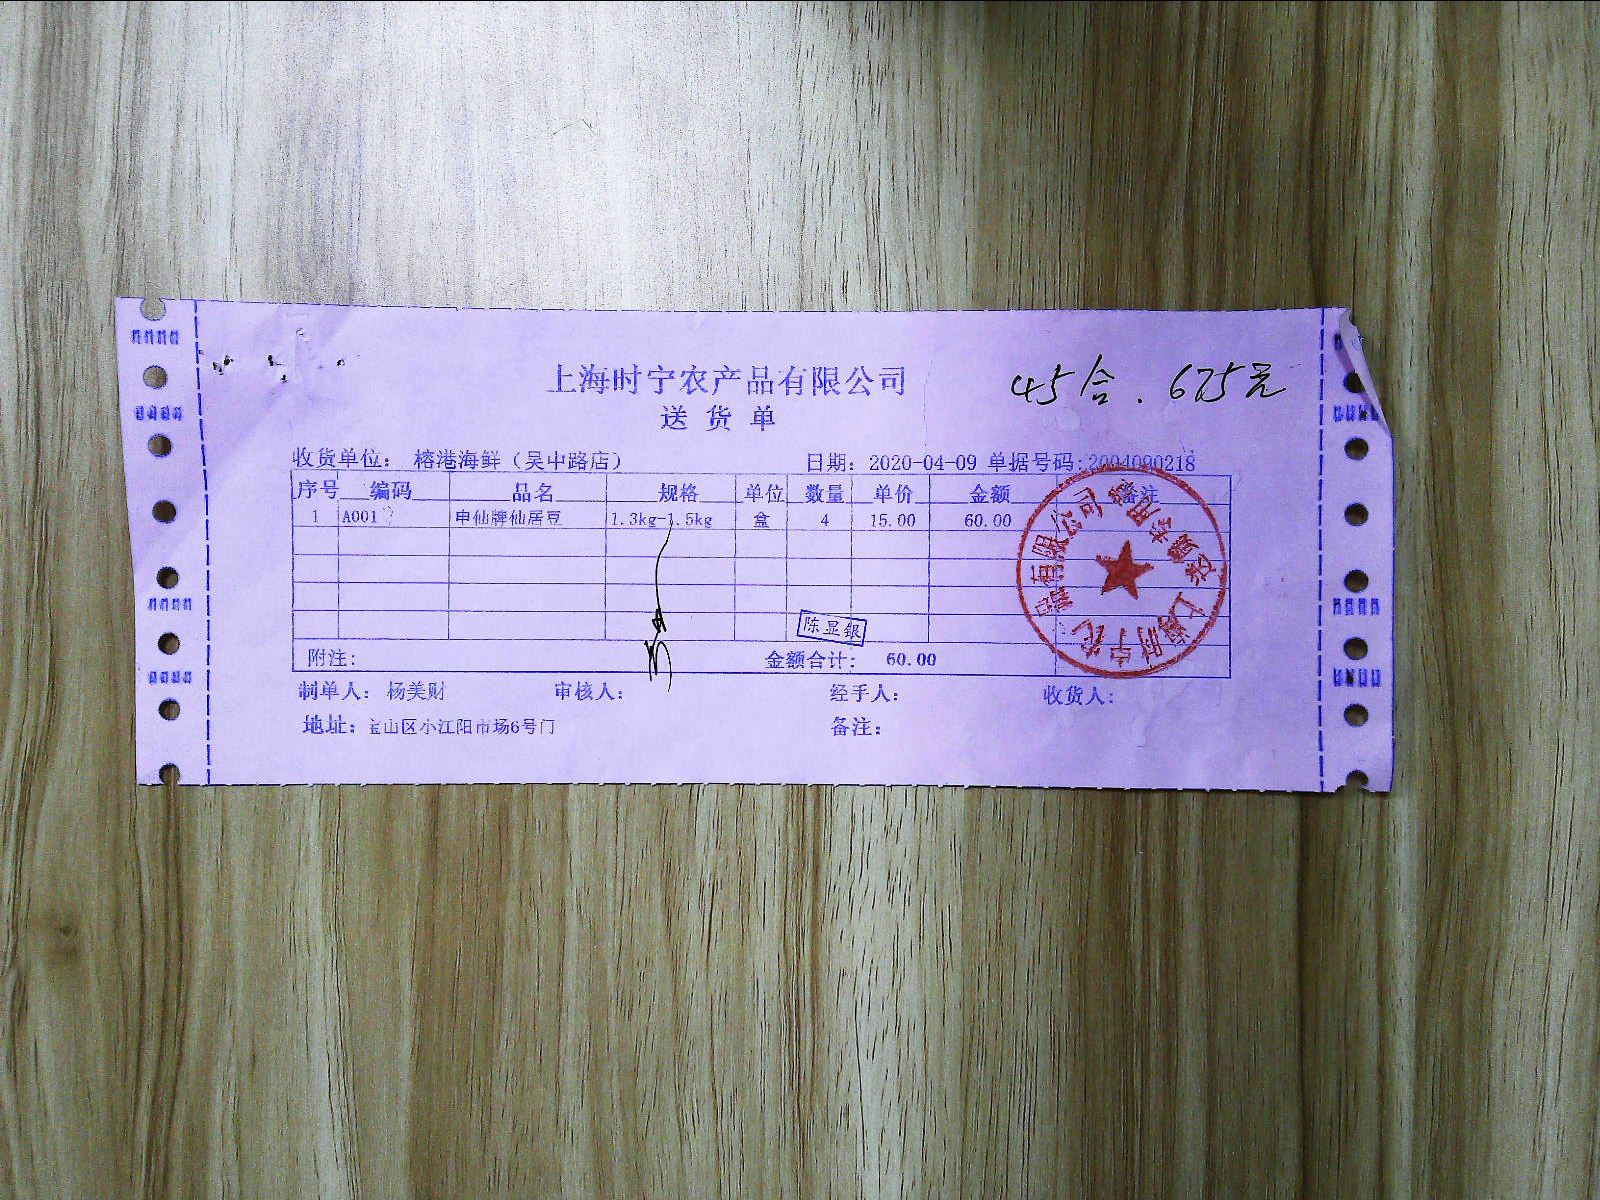 上海时宁农产品有限公司
45合. 675元
送货单
收货单位: 榕港海鲜（吴中路店） 日期: 2020-04-09 单据号码: 2004090218
序号 编码 品名 规格 单位 数量 单价 金额 备注
1 A001 申仙牌仙居豆 1.3kg-1.5kg 盒 4 15.00 60.00
陈显银
附注: 金额合计: 60.00
制单人: 杨美财 审核人: 经手人: 收货人:
地址: 宝山区小江阳市场6号门 备注: